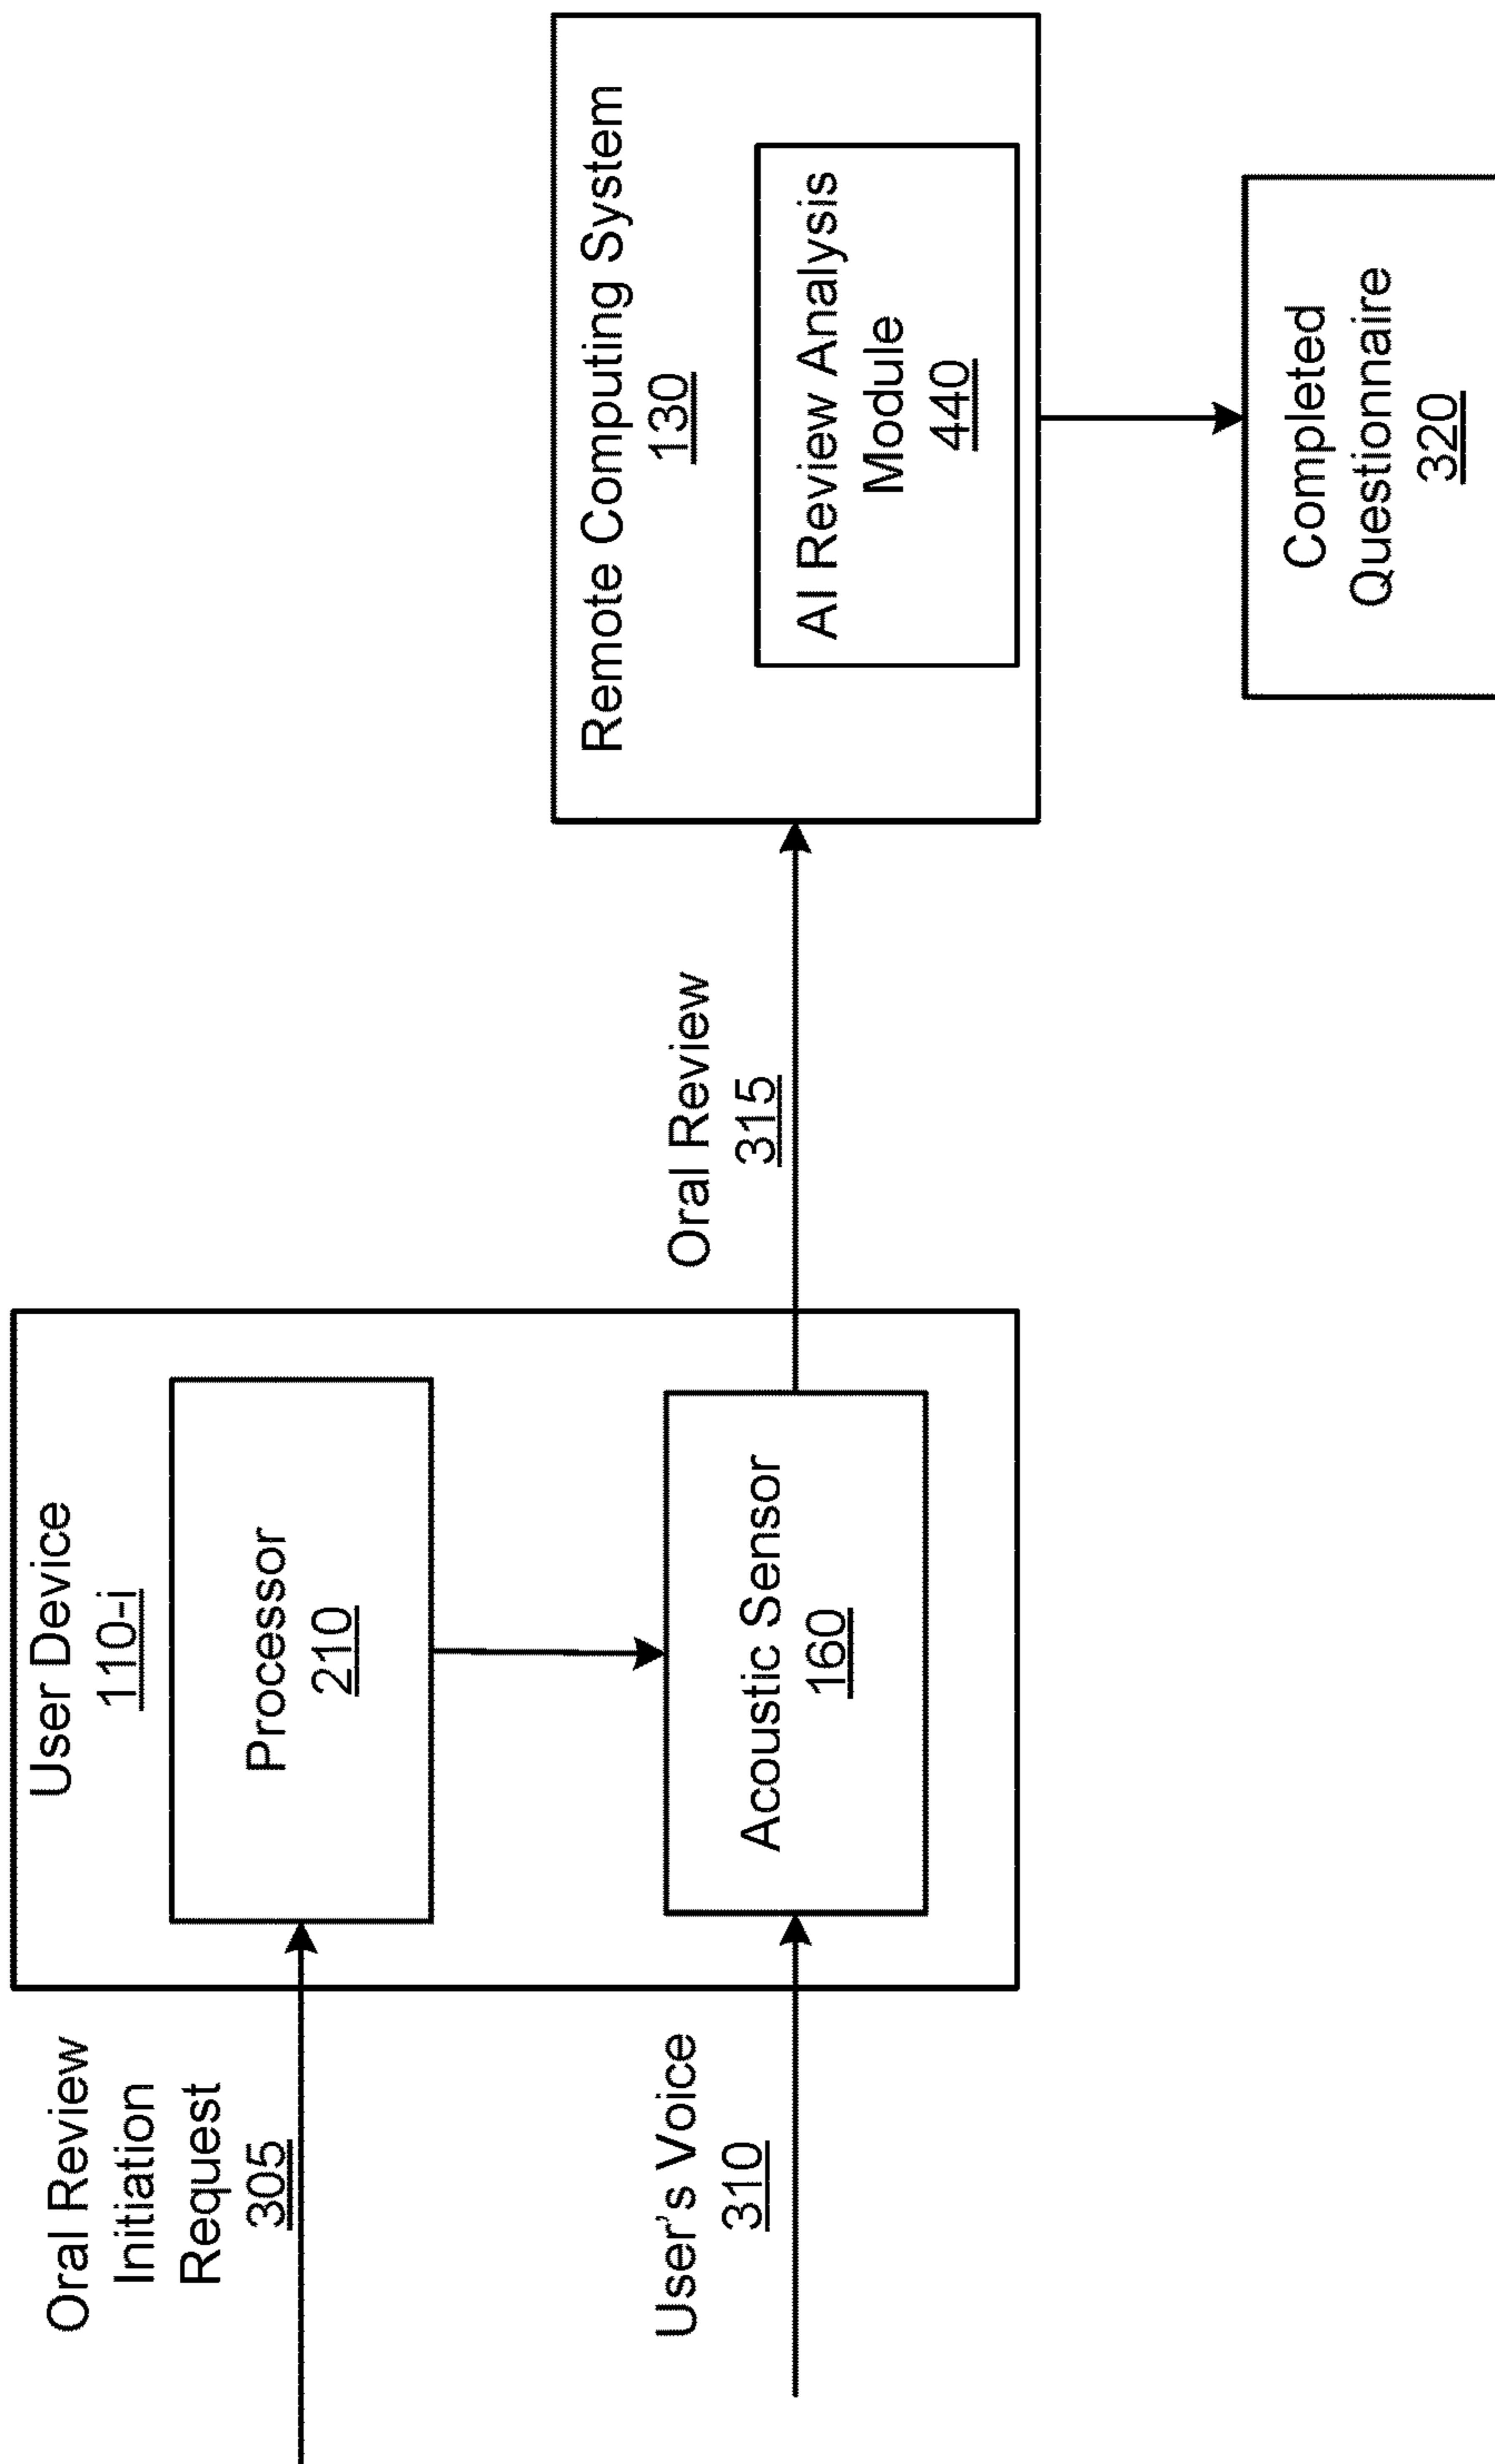 Oral Review
Initiation
Request
305
User's Voice
310
User Device
110-i
Processor
210
Acoustic Sensor
160
Oral Review
315
Remote Computing System
130
AI Review Analysis
Module
440
Completed
Questionnaire
320